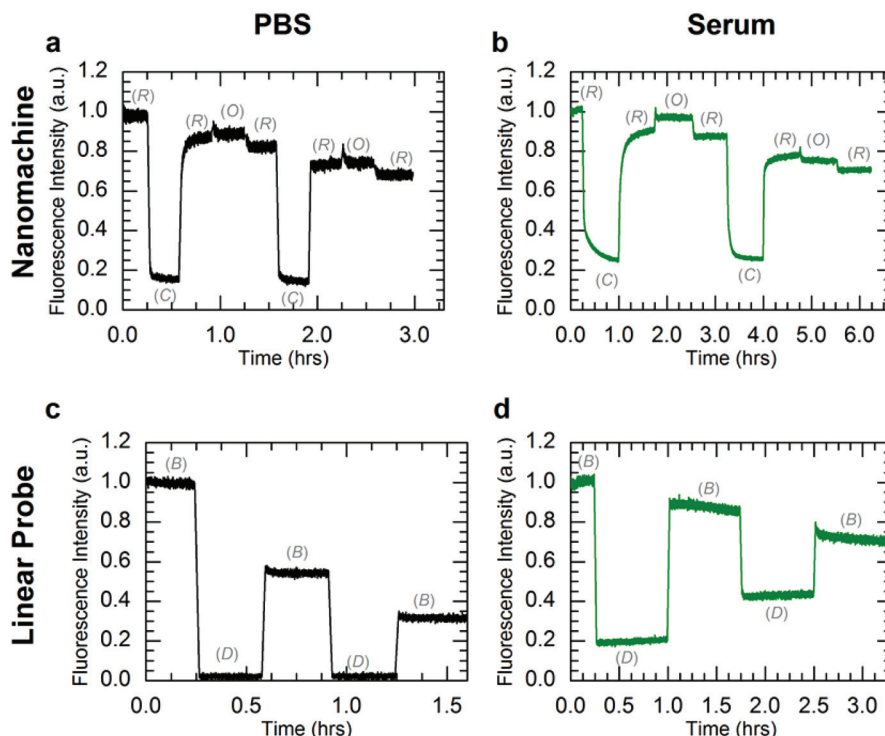 PBS
Serum
Nanomachine
a
Fluorescence Intensity (a.u.)
1.2
1.0
0.8
0.6
0.4
0.2
0.0
(R)
(C)
(R)
(O)
(R)
(C)
(R)
(O)
(R)
0.0 1.0 2.0 3.0
Time (hrs)
b
Fluorescence Intensity (a.u.)
1.2
1.0
0.8
0.6
0.4
0.2
0.0
(R)
(C)
(R)
(O)
(R)
(C)
(R)
(O)
(R)
0.0 1.0 2.0 3.0 4.0 5.0 6.0
Time (hrs)
Linear Probe
c
Fluorescence Intensity (a.u.)
1.2
1.0
0.8
0.6
0.4
0.2
0.0
(B)
(D)
(B)
(D)
(B)
0.0 0.5 1.0 1.5
Time (hrs)
d
Fluorescence Intensity (a.u.)
1.2
1.0
0.8
0.6
0.4
0.2
0.0
(B)
(D)
(B)
(D)
(B)
0.0 0.5 1.0 1.5 2.0 2.5 3.0
Time (hrs)